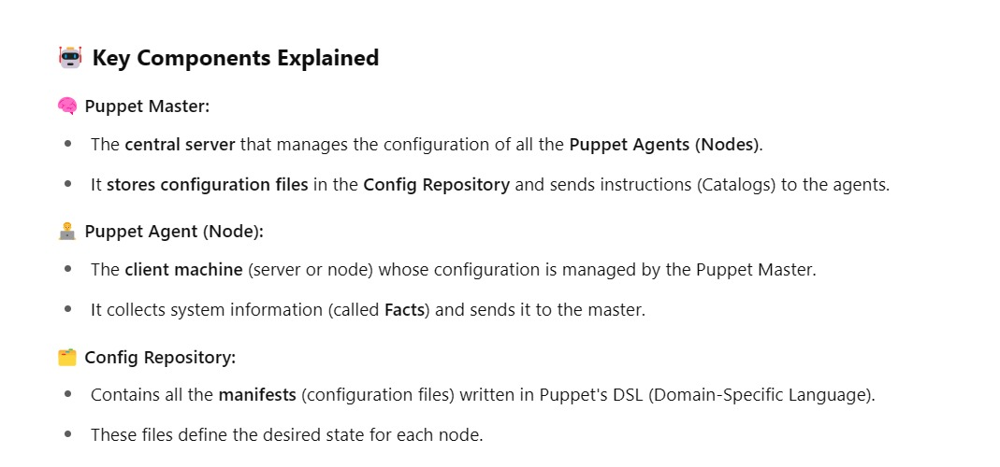 🤖 Key Components Explained
🧠 Puppet Master:
• The central server that manages the configuration of all the Puppet Agents (Nodes).
• It stores configuration files in the Config Repository and sends instructions (Catalogs) to the agents.
🧑‍💻 Puppet Agent (Node):
• The client machine (server or node) whose configuration is managed by the Puppet Master.
• It collects system information (called Facts) and sends it to the master.
🗂️ Config Repository:
• Contains all the manifests (configuration files) written in Puppet's DSL (Domain-Specific Language).
• These files define the desired state for each node.